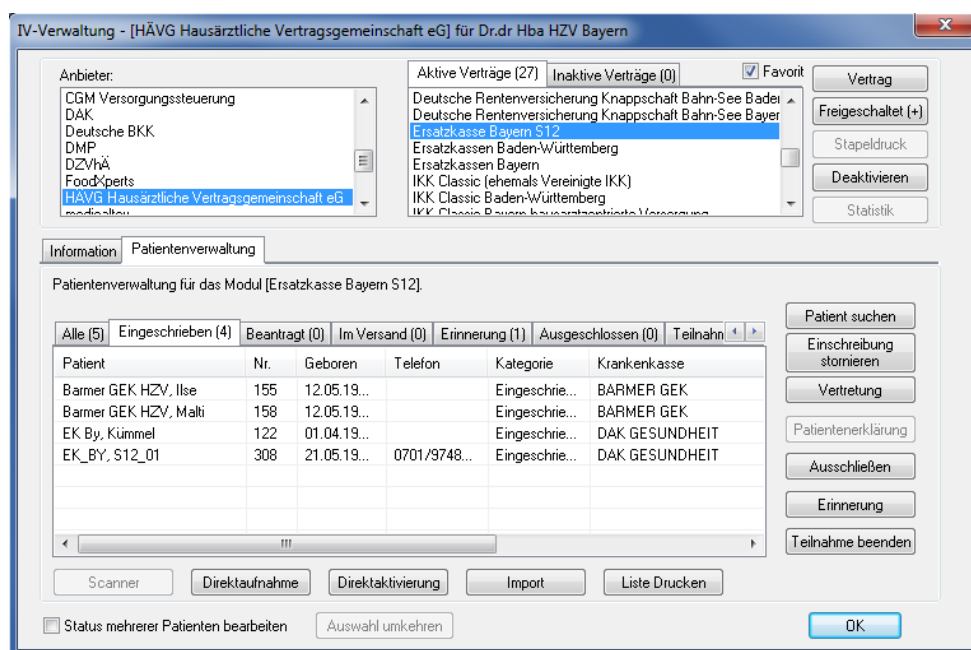 IV-Verwaltung - [HÄVG Hausärztliche Vertragsgemeinschaft eG] für Dr.dr Hba HZV Bayern
Anbieter:
CGM Versorgungssteuerung
DAK
Deutsche BKK
DMP
DZVhÄ
FoodXperts
HÄVG Hausärztliche Vertragsgemeinschaft eG
Aktive Verträge (27) Inaktive Verträge (0) Favorit
Deutsche Rentenversicherung Knappschaft Bahn-See Bader
Deutsche Rentenversicherung Knappschaft Bahn-See Bayer
Ersatzkasse Bayern S12
Ersatzkassen Baden-Württemberg
Ersatzkassen Bayern
IKK Classic (ehemals Vereinigte IKK)
IKK Classic Baden-Württemberg
IKK Classic Bayern hausarztzentrierte Versorgung
Vertrag
Freigeschaltet (+)
Stapeldruck
Deaktivieren
Statistik
Information Patientenverwaltung
Patientenverwaltung für das Modul [Ersatzkasse Bayern S12].
Alle (5) Eingeschrieben (4) Beantragt (0) Im Versand (0) Erinnerung (1) Ausgeschlossen (0) Teilnahm
Patient Nr. Geboren Telefon Kategorie Krankenkasse
Barmer GEK HZV, Ilse 155 12.05.19... Eingeschrie... BARMER GEK
Barmer GEK HZV, Malti 158 12.05.19... Eingeschrie... BARMER GEK
EK By, Kümmel 122 01.04.19... Eingeschrie... DAK GESUNDHEIT
EK_BY, S12_01 308 21.05.19... 0701/9748... Eingeschrie... DAK GESUNDHEIT
Patient suchen
Einschreibung
stornieren
Vertretung
Patientenerklärung
Ausschließen
Erinnerung
Teilnahme beenden
Scanner Direktaufnahme Direktaktivierung Import Liste Drucken
Status mehrerer Patienten bearbeiten Auswahl umkehren OK